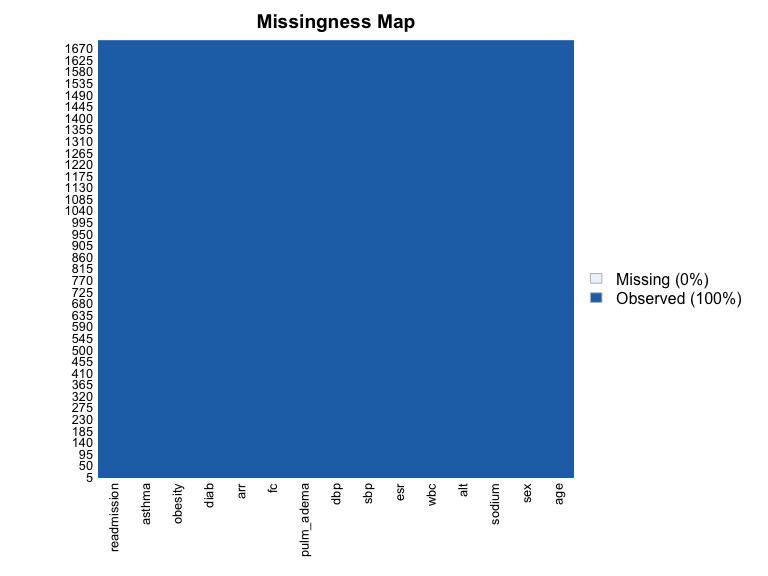 Missingness Map
1670
1625
1580
1535
1490
1445
1400
1355
1310
1265
1220
1175
1130
1085
1040
995
950
905
860
815
770
725
680
635
590
545
500
455
410
365
320
275
230
185
140
95
50
5
Missing (0%)
Observed (100%)
readmission
asthma
obesity
diab
arr
fc
pulm_adema
dbp
sbp
esr
wbc
alt
sodium
sex
age